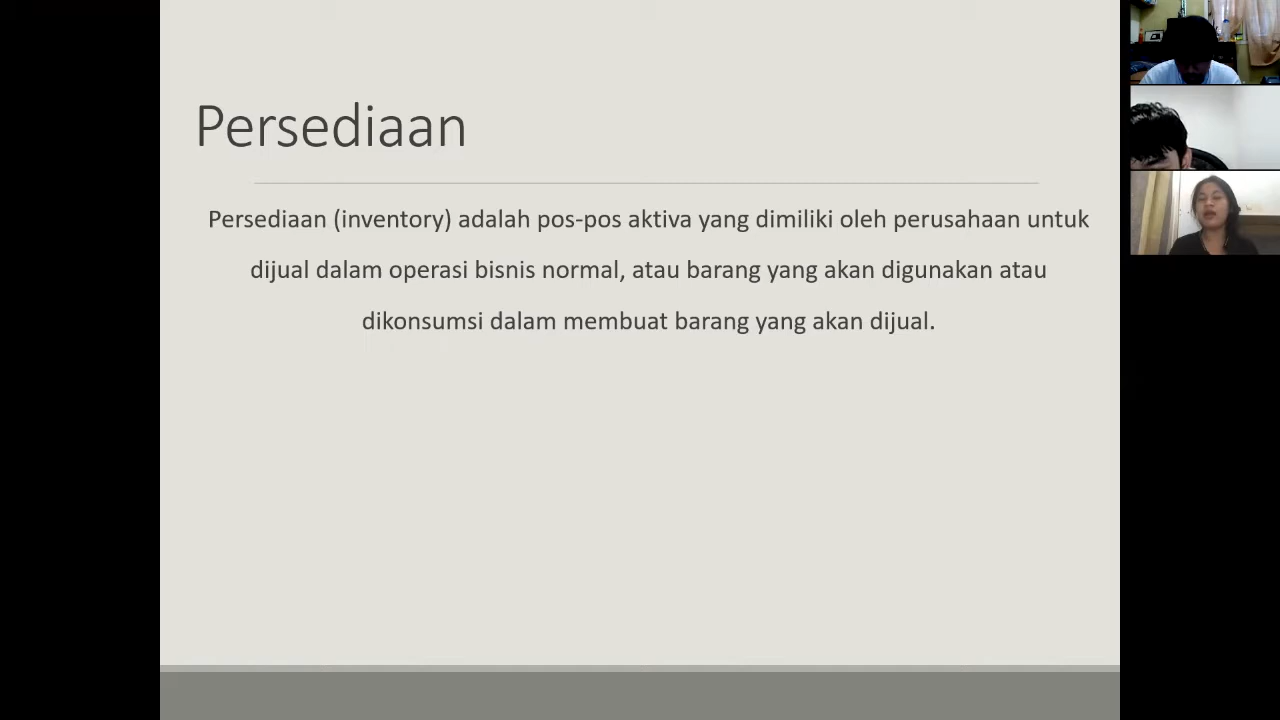 Persediaan
Persediaan (inventory) adalah pos-pos aktiva yang dimiliki oleh perusahaan untuk
dijual dalam operasi bisnis normal, atau barang yang akan digunakan atau
dikonsumsi dalam membuat barang yang akan dijual.